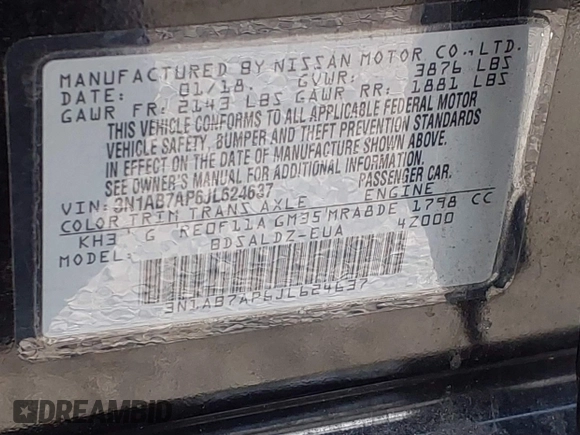 MANUFACTURED BY NISSAN MOTOR CO.,LTD.
DATE: 01/18. GVWR: 3876 LBS
GAWR FR: 2143 LBS GAWR RR: 1881 LBS
THIS VEHICLE CONFORMS TO ALL APPLICABLE FEDERAL MOTOR
VEHICLE SAFETY, BUMPER AND THEFT PREVENTION STANDARDS
IN EFFECT ON THE DATE OF MANUFACTURE SHOWN ABOVE.
SEE OWNER'S MANUAL FOR ADDITIONAL INFORMATION.
VIN: 3N1AB7AP6JL624637 PASSENGER CAR.
COLOR TRIM TRANS AXLE ENGINE
KH3 G RE0F11A GM35 MRA8DE 1798 CC
MODEL: BDSALDZ-EUA 4Z000
3N1AB7AP6JL624637
DREAMBID